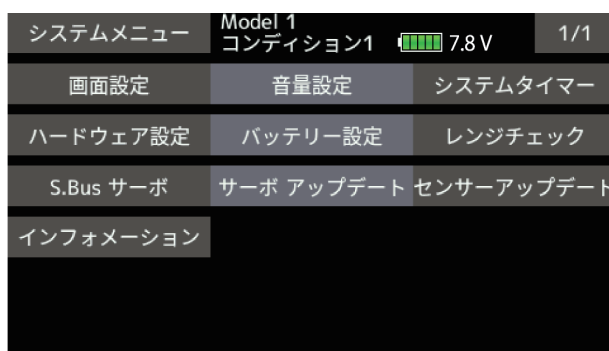 システムメニュー
Model 1
コンディション1 7.8 V
1/1
画面設定 音量設定 システムタイマー
ハードウェア設定 バッテリー設定 レンジチェック
S.Bus サーボ サーボ アップデート センサーアップデート
インフォメーション